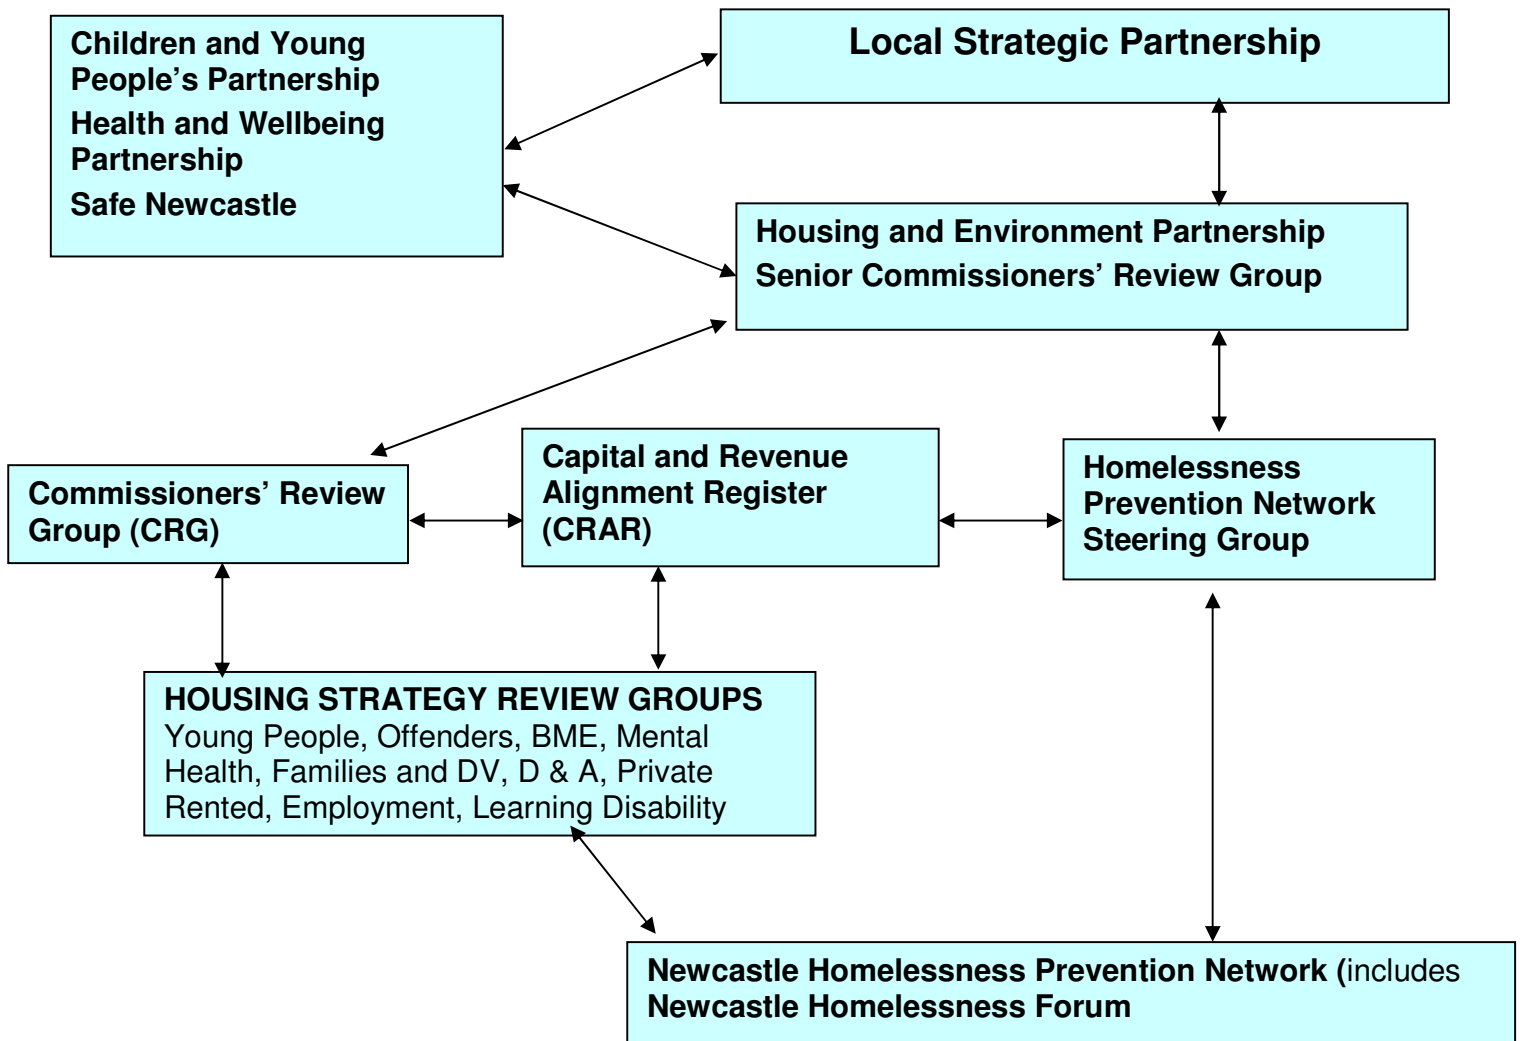 Children and Young
People’s Partnership
Health and Wellbeing
Partnership
Safe Newcastle
Local Strategic Partnership
Housing and Environment Partnership
Senior Commissioners’ Review Group
Commissioners’ Review
Group (CRG)
Capital and Revenue
Alignment Register
(CRAR)
Homelessness
Prevention Network
Steering Group
HOUSING STRATEGY REVIEW GROUPS
Young People, Offenders, BME, Mental
Health, Families and DV, D & A, Private
Rented, Employment, Learning Disability
Newcastle Homelessness Prevention Network (includes
Newcastle Homelessness Forum